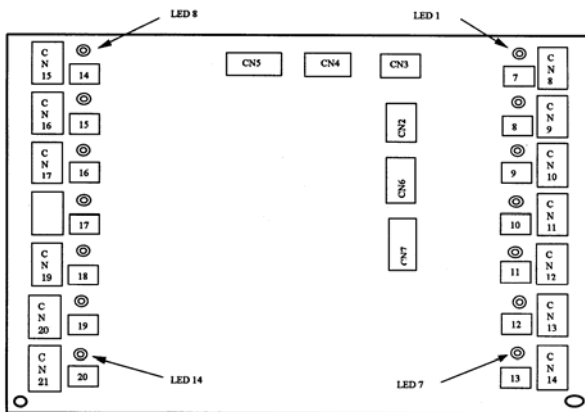 LED 8
LED 1
C N 15
14
CN5
CN4
CN3
7
C N 8
C N 16
15
CN2
8
C N 9
C N 17
16
CN6
9
C N 10
17
CN7
10
C N 11
C N 19
18
11
C N 12
C N 20
19
12
C N 13
C N 21
20
LED 14
LED 7
13
C N 14